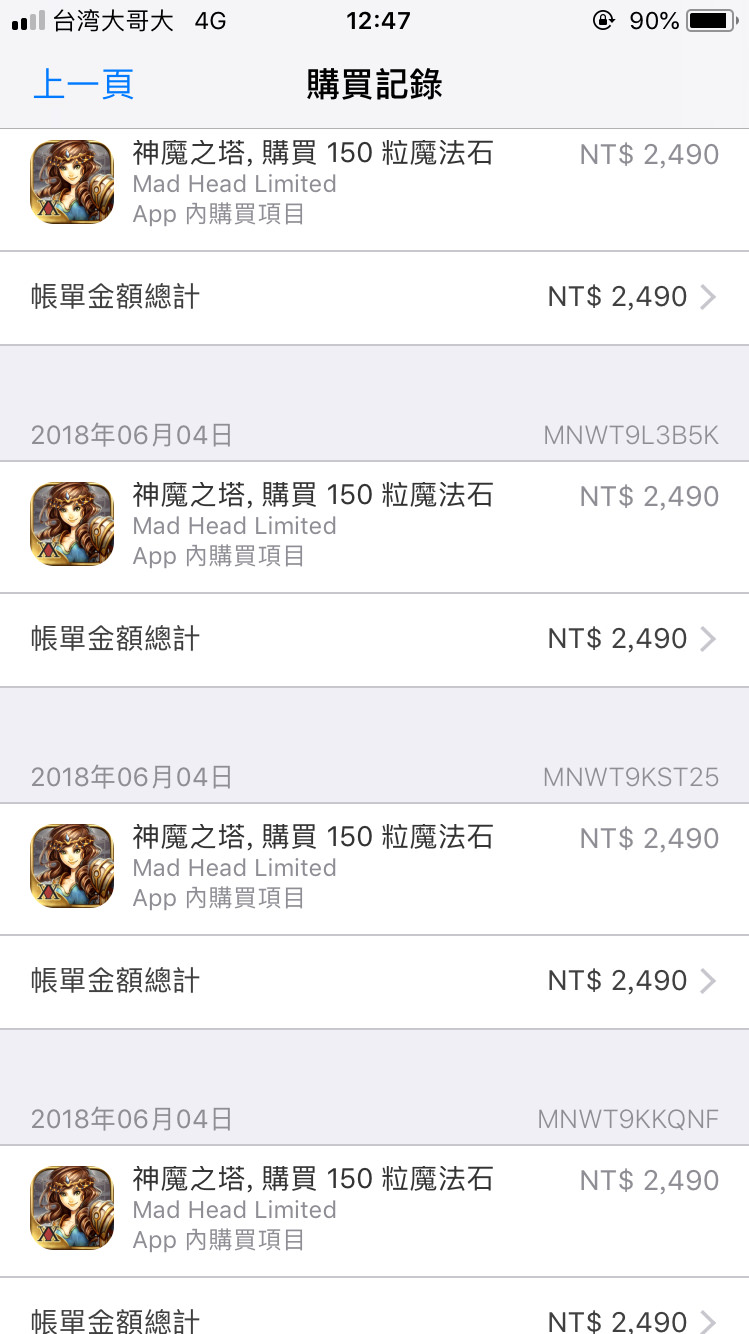 台湾大哥大 4G 12:47 90%
上一頁 購買記錄
神魔之塔, 購買 150 粒魔法石 NT$ 2,490
Mad Head Limited
App 內購買項目
帳單金額總計 NT$ 2,490
2018年06月04日 MNWT9L3B5K
神魔之塔, 購買 150 粒魔法石 NT$ 2,490
Mad Head Limited
App 內購買項目
帳單金額總計 NT$ 2,490
2018年06月04日 MNWT9KST25
神魔之塔, 購買 150 粒魔法石 NT$ 2,490
Mad Head Limited
App 內購買項目
帳單金額總計 NT$ 2,490
2018年06月04日 MNWT9KKQNF
神魔之塔, 購買 150 粒魔法石 NT$ 2,490
Mad Head Limited
App 內購買項目
帳單金額總計 NT$ 2,490